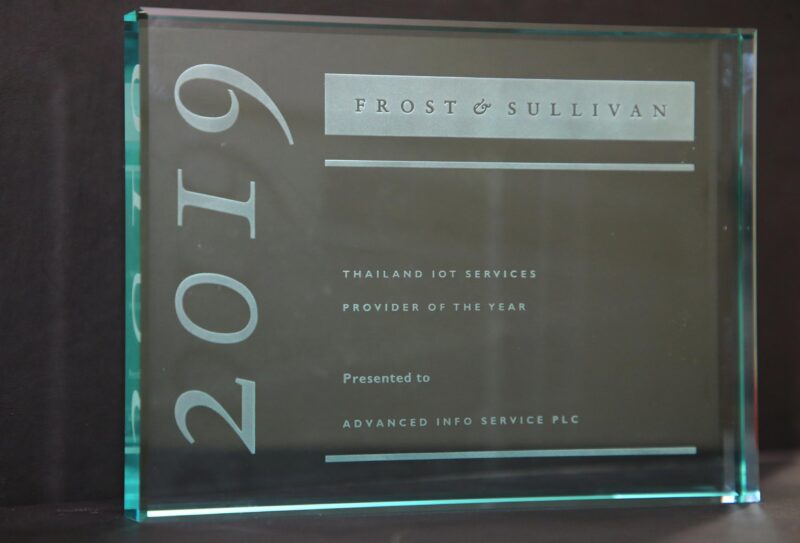 2019
FROST & SULLIVAN
THAILAND IOT SERVICES
PROVIDER OF THE YEAR
Presented to
ADVANCED INFO SERVICE PLC